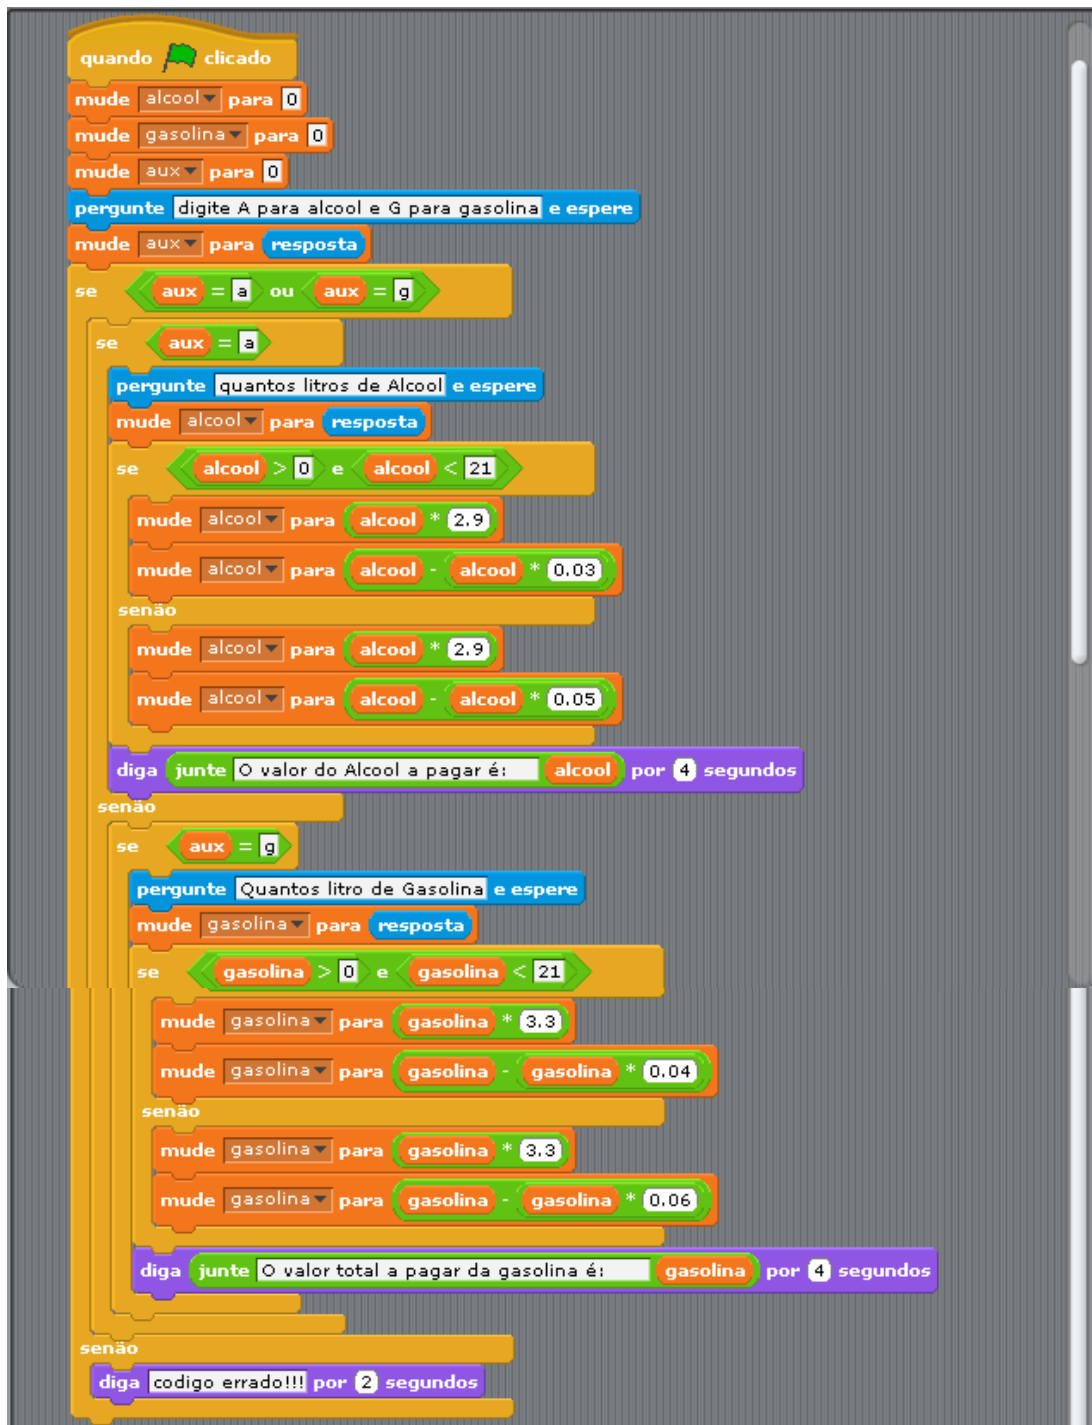 quando clicado
mude alcool para 0
mude gasolina para 0
mude aux para 0
pergunte digite A para alcool e G para gasolina e espere
mude aux para resposta
se aux = a ou aux = g
se aux = a
pergunte quantos litros de Alcool e espere
mude alcool para resposta
se alcool > 0 e alcool < 21
mude alcool para alcool * 2.9
mude alcool para alcool - alcool * 0.03
senão
mude alcool para alcool * 2.9
mude alcool para alcool - alcool * 0.05
diga junte O valor do Alcool a pagar é: alcool por 4 segundos
senão
se aux = g
pergunte Quantos litro de Gasolina e espere
mude gasolina para resposta
se gasolina > 0 e gasolina < 21
mude gasolina para gasolina * 3.3
mude gasolina para gasolina - gasolina * 0.04
senão
mude gasolina para gasolina * 3.3
mude gasolina para gasolina - gasolina * 0.06
diga junte O valor total a pagar da gasolina é: gasolina por 4 segundos
senão
diga codigo errado!!! por 2 segundos